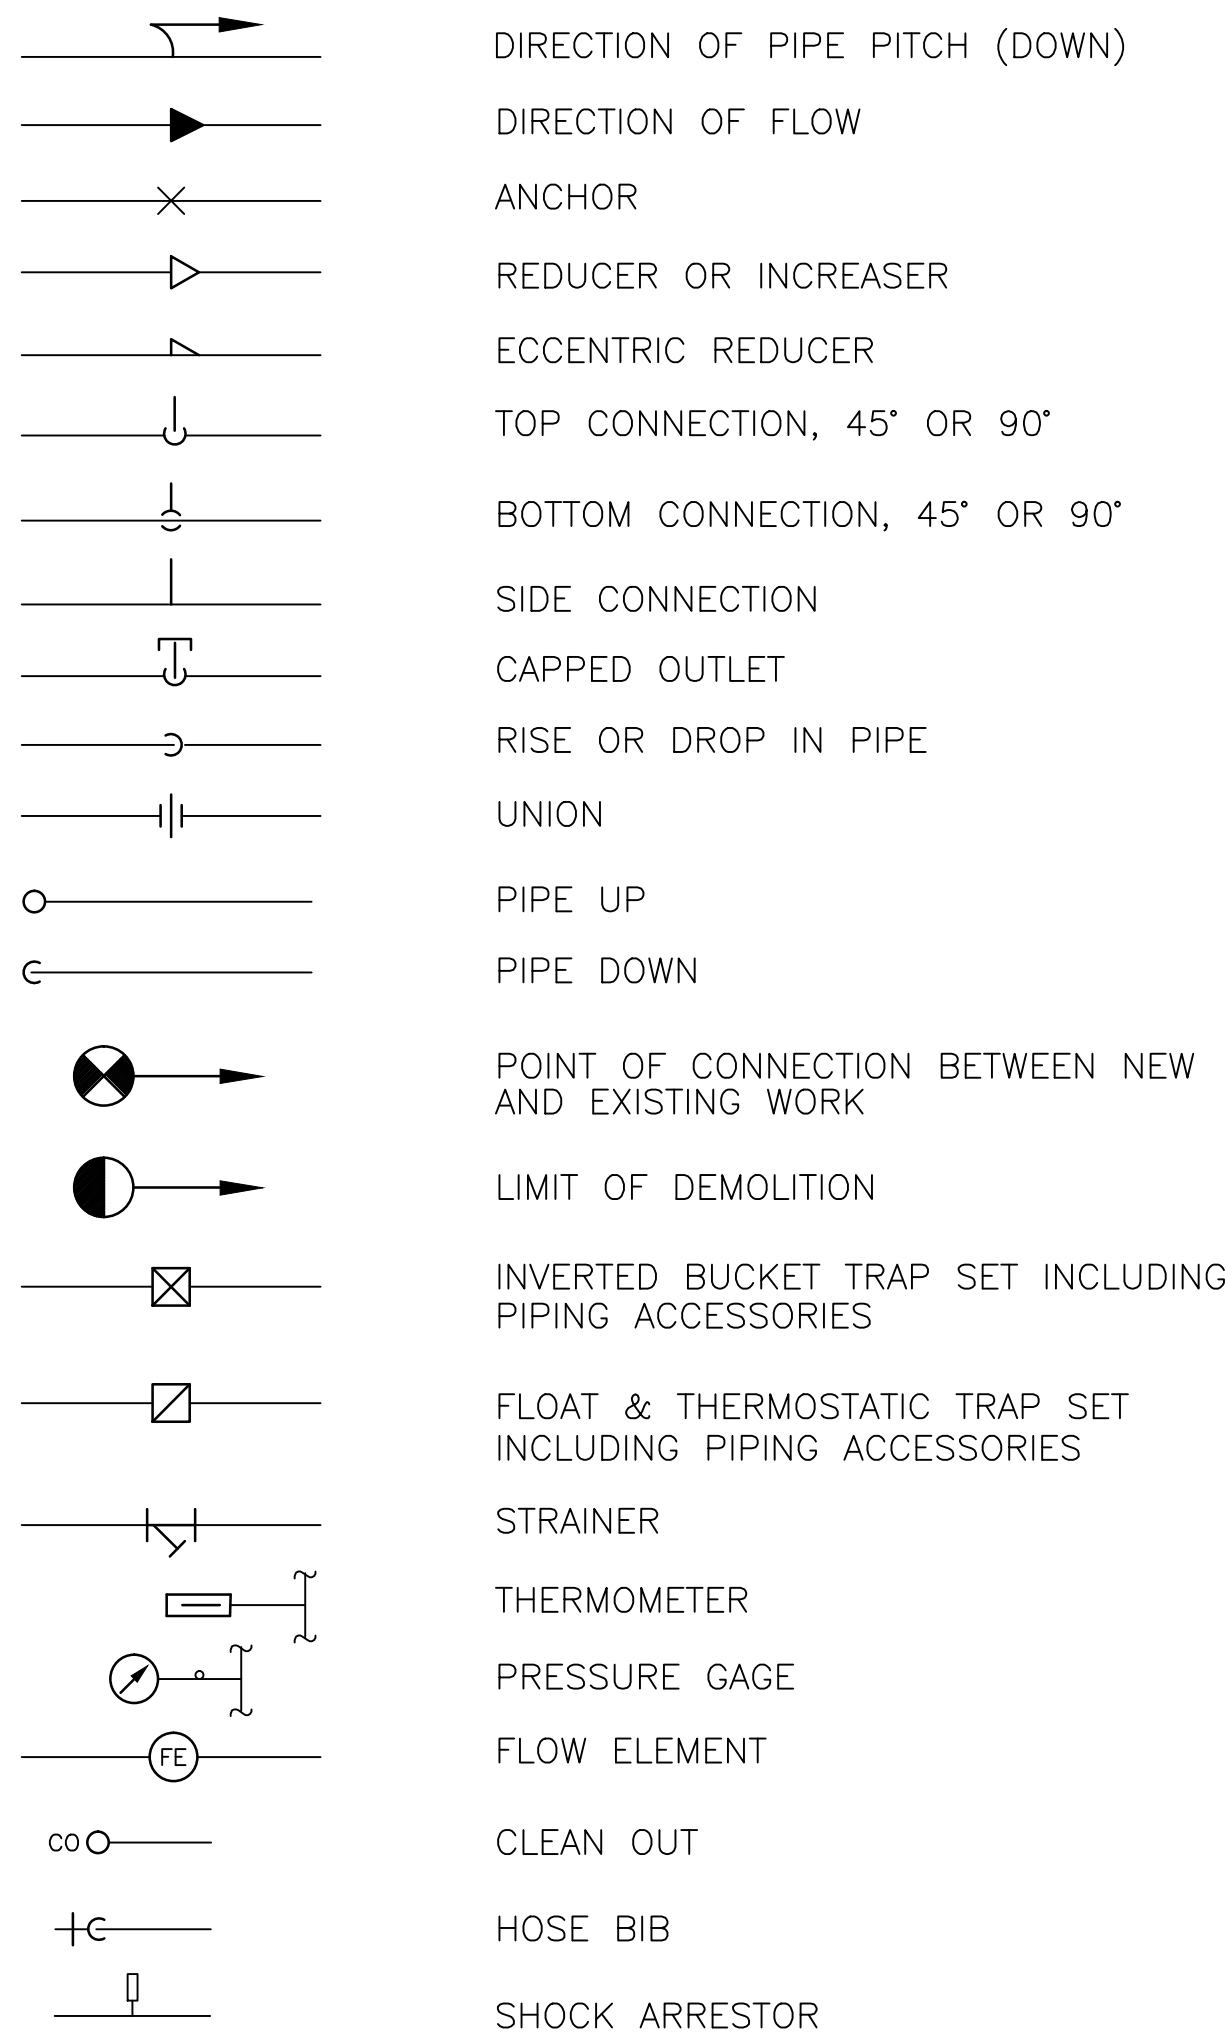 DIRECTION OF PIPE PITCH (DOWN)
DIRECTION OF FLOW
ANCHOR
REDUCER OR INCREASER
ECCENTRIC REDUCER
TOP CONNECTION, 45° OR 90°
BOTTOM CONNECTION, 45° OR 90°
SIDE CONNECTION
CAPPED OUTLET
RISE OR DROP IN PIPE
UNION
PIPE UP
PIPE DOWN
POINT OF CONNECTION BETWEEN NEW
AND EXISTING WORK
LIMIT OF DEMOLITION
INVERTED BUCKET TRAP SET INCLUDING
PIPING ACCESSORIES
FLOAT & THERMOSTATIC TRAP SET
INCLUDING PIPING ACCESSORIES
STRAINER
THERMOMETER
PRESSURE GAGE
FE FLOW ELEMENT
CO CLEAN OUT
HOSE BIB
SHOCK ARRESTOR